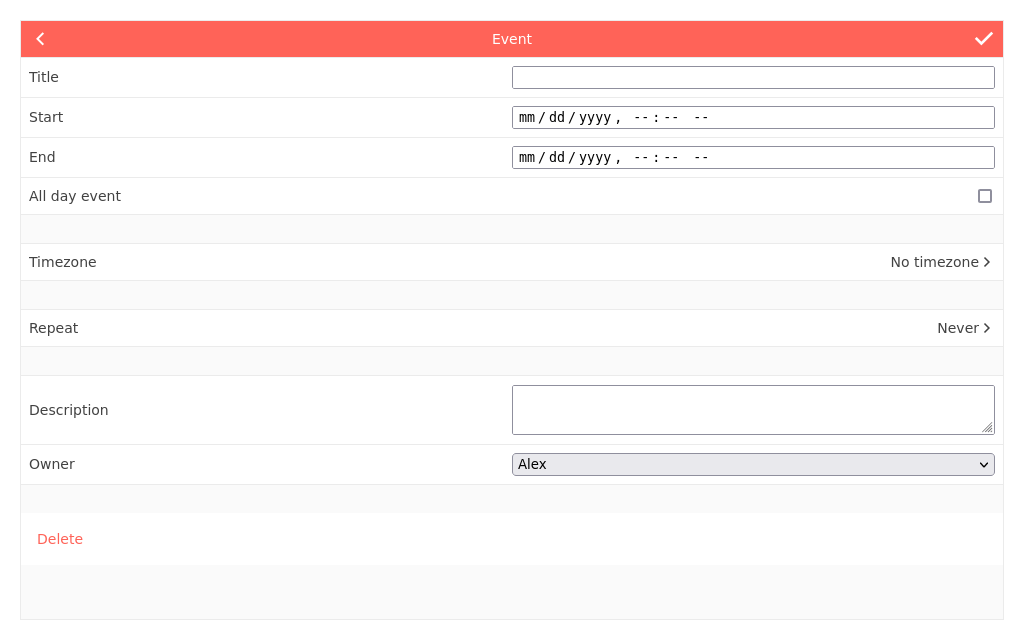 Event
Title
Start mm/dd/yyyy, --:-- --
End mm/dd/yyyy, --:-- --
All day event
Timezone No timezone
Repeat Never
Description
Owner Alex
Delete